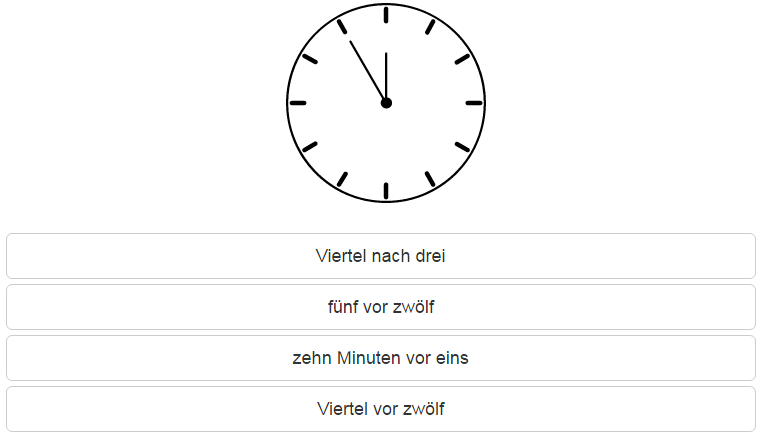 Viertel nach drei
fünf vor zwölf
zehn Minuten vor eins
Viertel vor zwölf